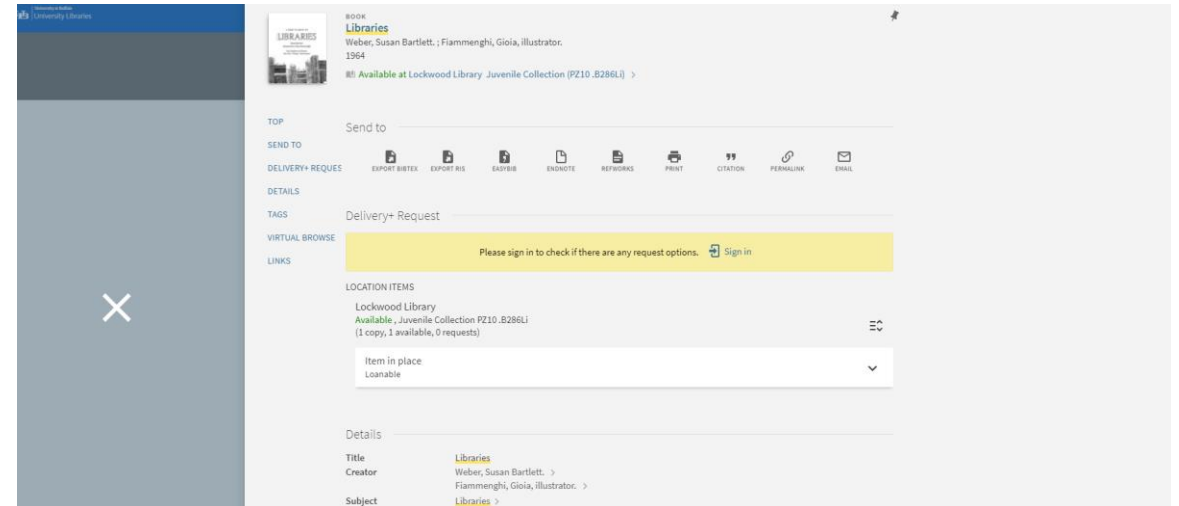 University at Buffalo
University Libraries
LIBRARIES
BOOK
Libraries
Weber, Susan Bartlett. ; Fiammenghi, Gioia, illustrator.
1964
Available at Lockwood Library Juvenile Collection (PZ10 .B286Li) >
TOP
SEND TO
DELIVERY+ REQUES
DETAILS
TAGS
VIRTUAL BROWSE
LINKS
Send to
EXPORT BIBTEX EXPORT RIS EASYBIB ENDNOTE REFWORKS PRINT CITATION PERMALINK EMAIL
Delivery+ Request
Please sign in to check if there are any request options. Sign in
LOCATION ITEMS
Lockwood Library
Available , Juvenile Collection PZ10 .B286Li
(1 copy, 1 available, 0 requests)
Item in place
Loanable
Details
Title Libraries
Creator Weber, Susan Bartlett. >
Fiammenghi, Gioia, illustrator. >
Subject Libraries >